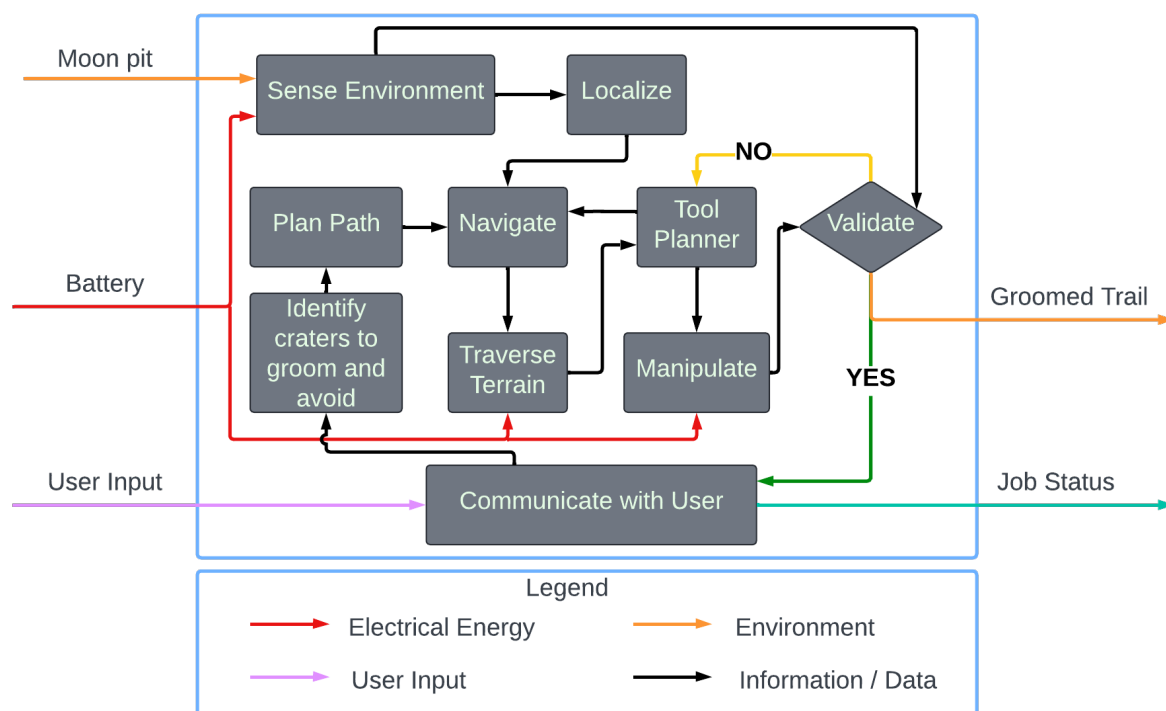 Moon pit
Sense Environment
Localize
NO
Plan Path
Navigate
Tool
Planner
Validate
Battery
Identify
craters to
groom and
avoid
Traverse
Terrain
Manipulate
Groomed Trail
YES
User Input
Communicate with User
Job Status
Legend
Electrical Energy
Environment
User Input
Information / Data